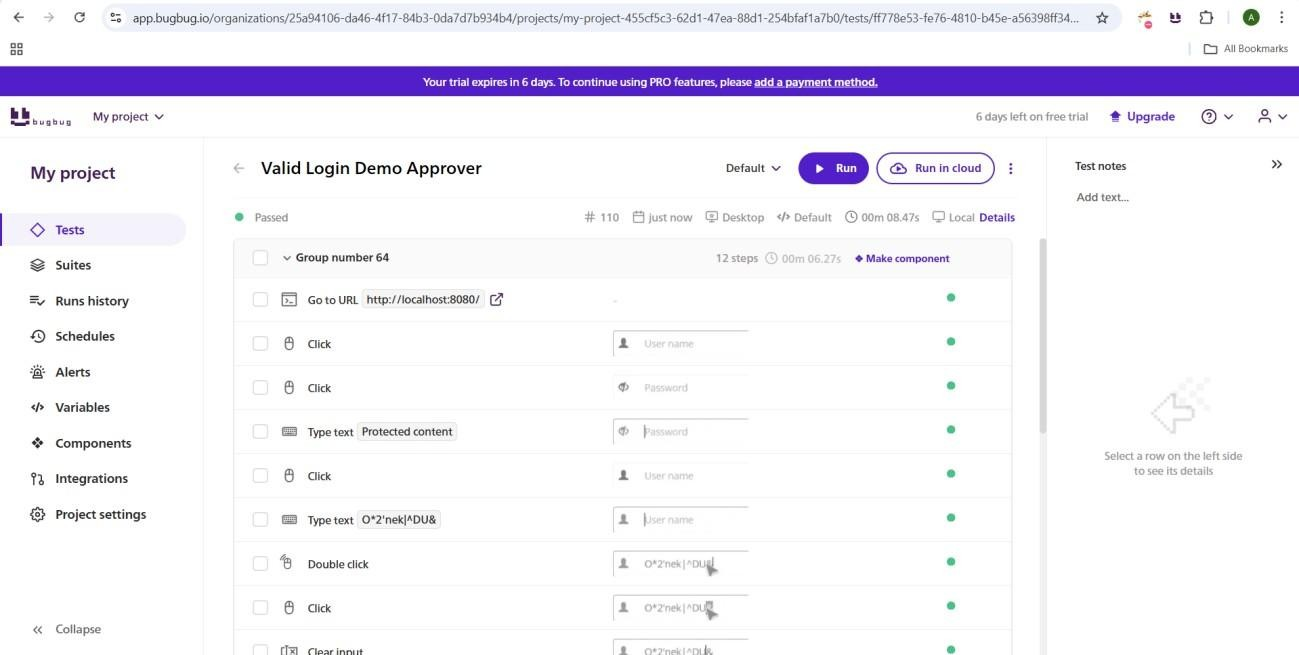 app.bugbug.io/organizations/25a94106-da46-4f17-84b3-0da7d7b934b4/projects/my-project-455cf5c3-62d1-47ea-88d1-254bfaf1a7b0/tests/ff778e53-fe76-4810-b45e-a56398ff34...
A
All Bookmarks
Your trial expires in 6 days. To continue using PRO features, please add a payment method.
bugbug
My project
6 days left on free trial
Upgrade
My project
Tests
Suites
Runs history
Schedules
Alerts
Variables
Components
Integrations
Project settings
Collapse
Valid Login Demo Approver
Default
Run
Run in cloud
Passed
# 110
just now
Desktop
Default
00m 08.47s
Local Details
Group number 64
12 steps
00m 06.27s
Make component
Go to URL http://localhost:8080/
-
Click
User name
Click
Password
Type text Protected content
Password
Click
User name
Type text O*2'nek|^DU&
User name
Double click
O*2'nek|^DU&
Click
O*2'nek|^DU&
Clear input
O*2'nek|^DU&
Test notes
Add text...
Select a row on the left side
to see its details